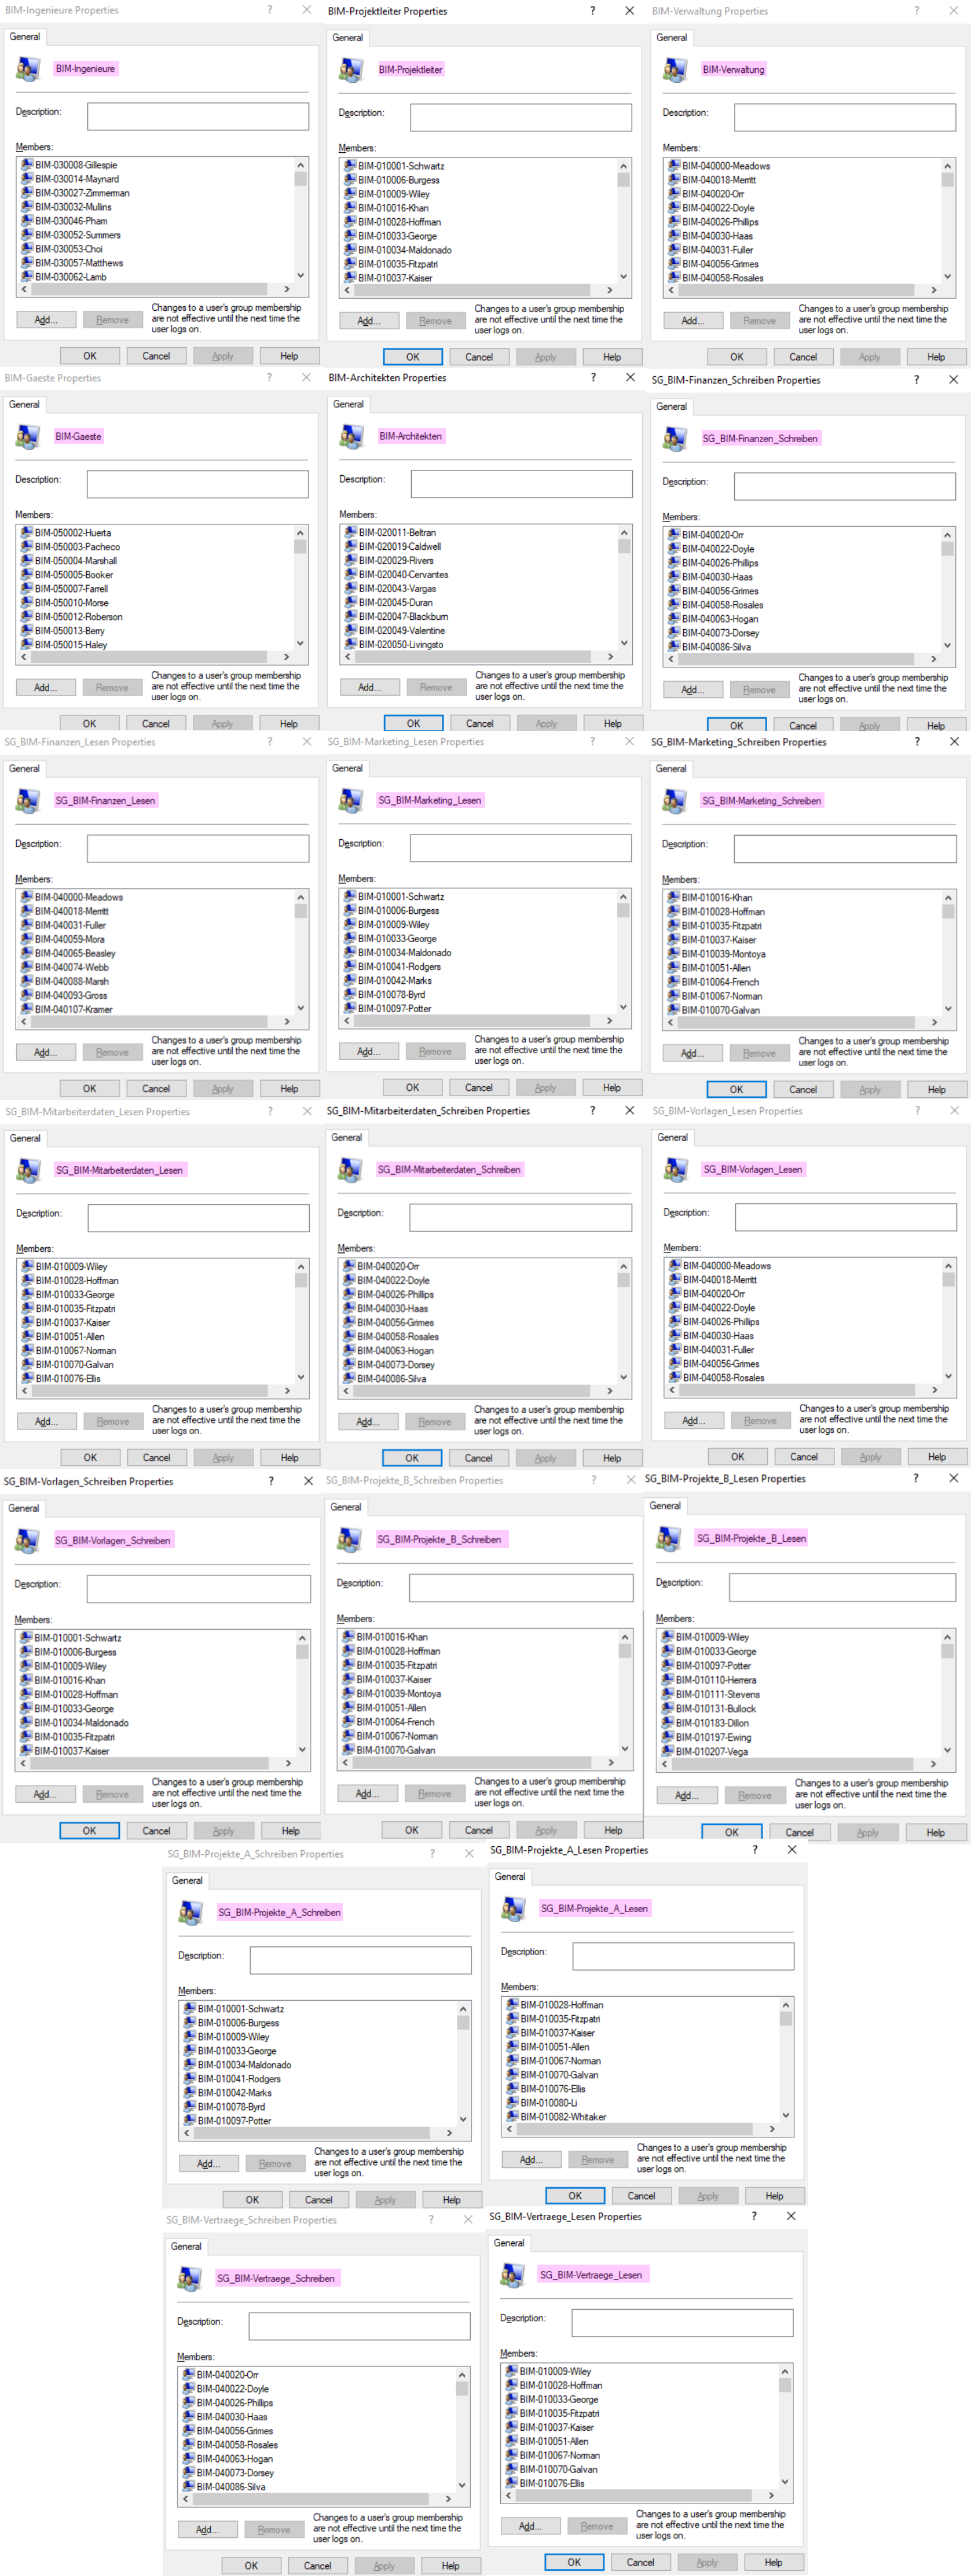 BIM-Ingenieure Properties ? ×
General
BIM-Ingenieure
Description:
Members:
BIM-030008-Gillespie
BIM-030014-Maynard
BIM-030027-Zimmerman
BIM-030032-Mullins
BIM-030046-Pham
BIM-030052-Summers
BIM-030053-Choi
BIM-030057-Matthews
BIM-030062-Lamb
Add... Remove
Changes to a user's group membership
are not effective until the next time the
user logs on.
OK Cancel Apply Help
BIM-Projektleiter Properties ? ×
General
BIM-Projektleiter
Description:
Members:
BIM-010001-Schwartz
BIM-010006-Burgess
BIM-010009-Wiley
BIM-010016-Khan
BIM-010028-Hoffman
BIM-010033-George
BIM-010034-Maldonado
BIM-010035-Fitzpatri
BIM-010037-Kaiser
Add... Remove
Changes to a user's group membership
are not effective until the next time the
user logs on.
OK Cancel Apply Help
BIM-Verwaltung Properties ? ×
General
BIM-Verwaltung
Description:
Members:
BIM-040000-Meadows
BIM-040018-Merritt
BIM-040020-Orr
BIM-040022-Doyle
BIM-040026-Phillips
BIM-040030-Haas
BIM-040031-Fuller
BIM-040056-Grimes
BIM-040058-Rosales
Add... Remove
Changes to a user's group membership
are not effective until the next time the
user logs on.
OK Cancel Apply Help
BIM-Gaeste Properties ? ×
General
BIM-Gaeste
Description:
Members:
BIM-050002-Huerta
BIM-050003-Pacheco
BIM-050004-Marshall
BIM-050005-Booker
BIM-050007-Farrell
BIM-050010-Morse
BIM-050012-Roberson
BIM-050013-Berry
BIM-050015-Haley
Add... Remove
Changes to a user's group membership
are not effective until the next time the
user logs on.
OK Cancel Apply Help
BIM-Architekten Properties ? ×
General
BIM-Architekten
Description:
Members:
BIM-020011-Beltran
BIM-020019-Caldwell
BIM-020029-Rivers
BIM-020040-Cervantes
BIM-020043-Vargas
BIM-020045-Duran
BIM-020047-Blackburn
BIM-020049-Valentine
BIM-020050-Livingsto
Add... Remove
Changes to a user's group membership
are not effective until the next time the
user logs on.
OK Cancel Apply Help
SG_BIM-Finanzen_Schreiben Properties ? ×
General
SG_BIM-Finanzen_Schreiben
Description:
Members:
BIM-040020-Orr
BIM-040022-Doyle
BIM-040026-Phillips
BIM-040030-Haas
BIM-040056-Grimes
BIM-040058-Rosales
BIM-040063-Hogan
BIM-040073-Dorsey
BIM-040086-Silva
Add... Remove
Changes to a user's group membership
are not effective until the next time the
user logs on.
OK Cancel Apply Help
SG_BIM-Finanzen_Lesen Properties ? ×
General
SG_BIM-Finanzen_Lesen
Description:
Members:
BIM-040000-Meadows
BIM-040018-Merritt
BIM-040031-Fuller
BIM-040059-Mora
BIM-040065-Beasley
BIM-040074-Webb
BIM-040088-Marsh
BIM-040093-Gross
BIM-040107-Kramer
Add... Remove
Changes to a user's group membership
are not effective until the next time the
user logs on.
OK Cancel Apply Help
SG_BIM-Marketing_Lesen Properties ? ×
General
SG_BIM-Marketing_Lesen
Description:
Members:
BIM-010001-Schwartz
BIM-010006-Burgess
BIM-010009-Wiley
BIM-010033-George
BIM-010034-Maldonado
BIM-010041-Rodgers
BIM-010042-Marks
BIM-010078-Byrd
BIM-010097-Potter
Add... Remove
Changes to a user's group membership
are not effective until the next time the
user logs on.
OK Cancel Apply Help
SG_BIM-Marketing_Schreiben Properties ? ×
General
SG_BIM-Marketing_Schreiben
Description:
Members:
BIM-010016-Khan
BIM-010028-Hoffman
BIM-010035-Fitzpatri
BIM-010037-Kaiser
BIM-010039-Montoya
BIM-010051-Allen
BIM-010064-French
BIM-010067-Norman
BIM-010070-Galvan
Add... Remove
Changes to a user's group membership
are not effective until the next time the
user logs on.
OK Cancel Apply Help
SG_BIM-Mitarbeiterdaten_Lesen Properties ? ×
General
SG_BIM-Mitarbeiterdaten_Lesen
Description:
Members:
BIM-010009-Wiley
BIM-010028-Hoffman
BIM-010033-George
BIM-010035-Fitzpatri
BIM-010037-Kaiser
BIM-010051-Allen
BIM-010067-Norman
BIM-010070-Galvan
BIM-010076-Ellis
Add... Remove
Changes to a user's group membership
are not effective until the next time the
user logs on.
OK Cancel Apply Help
SG_BIM-Mitarbeiterdaten_Schreiben Properties ? ×
General
SG_BIM-Mitarbeiterdaten_Schreiben
Description:
Members:
BIM-040020-Orr
BIM-040022-Doyle
BIM-040026-Phillips
BIM-040030-Haas
BIM-040056-Grimes
BIM-040058-Rosales
BIM-040063-Hogan
BIM-040073-Dorsey
BIM-040086-Silva
Add... Remove
Changes to a user's group membership
are not effective until the next time the
user logs on.
OK Cancel Apply Help
SG_BIM-Vorlagen_Lesen Properties ? ×
General
SG_BIM-Vorlagen_Lesen
Description:
Members:
BIM-040000-Meadows
BIM-040018-Merritt
BIM-040020-Orr
BIM-040022-Doyle
BIM-040026-Phillips
BIM-040030-Haas
BIM-040031-Fuller
BIM-040056-Grimes
BIM-040058-Rosales
Add... Remove
Changes to a user's group membership
are not effective until the next time the
user logs on.
OK Cancel Apply Help
SG_BIM-Vorlagen_Schreiben Properties ? ×
General
SG_BIM-Vorlagen_Schreiben
Description:
Members:
BIM-010001-Schwartz
BIM-010006-Burgess
BIM-010009-Wiley
BIM-010016-Khan
BIM-010028-Hoffman
BIM-010033-George
BIM-010034-Maldonado
BIM-010035-Fitzpatri
BIM-010037-Kaiser
Add... Remove
Changes to a user's group membership
are not effective until the next time the
user logs on.
OK Cancel Apply Help
SG_BIM-Projekte_B_Schreiben Properties ? ×
General
SG_BIM-Projekte_B_Schreiben
Description:
Members:
BIM-010016-Khan
BIM-010028-Hoffman
BIM-010035-Fitzpatri
BIM-010037-Kaiser
BIM-010039-Montoya
BIM-010051-Allen
BIM-010064-French
BIM-010067-Norman
BIM-010070-Galvan
Add... Remove
Changes to a user's group membership
are not effective until the next time the
user logs on.
OK Cancel Apply Help
SG_BIM-Projekte_B_Lesen Properties ? ×
General
SG_BIM-Projekte_B_Lesen
Description:
Members:
BIM-010009-Wiley
BIM-010033-George
BIM-010097-Potter
BIM-010110-Herrera
BIM-010111-Stevens
BIM-010131-Bullock
BIM-010183-Dillon
BIM-010197-Ewing
BIM-010207-Vega
Add... Remove
Changes to a user's group membership
are not effective until the next time the
user logs on.
OK Cancel Apply Help
SG_BIM-Projekte_A_Schreiben Properties ? ×
General
SG_BIM-Projekte_A_Schreiben
Description:
Members:
BIM-010001-Schwartz
BIM-010006-Burgess
BIM-010009-Wiley
BIM-010033-George
BIM-010034-Maldonado
BIM-010041-Rodgers
BIM-010042-Marks
BIM-010078-Byrd
BIM-010097-Potter
Add... Remove
Changes to a user's group membership
are not effective until the next time the
user logs on.
OK Cancel Apply Help
SG_BIM-Projekte_A_Lesen Properties ? ×
General
SG_BIM-Projekte_A_Lesen
Description:
Members:
BIM-010028-Hoffman
BIM-010035-Fitzpatri
BIM-010037-Kaiser
BIM-010051-Allen
BIM-010067-Norman
BIM-010070-Galvan
BIM-010076-Ellis
BIM-010080-Li
BIM-010082-Whitaker
Add... Remove
Changes to a user's group membership
are not effective until the next time the
user logs on.
OK Cancel Apply Help
SG_BIM-Vertraege_Schreiben Properties ? ×
General
SG_BIM-Vertraege_Schreiben
Description:
Members:
BIM-040020-Orr
BIM-040022-Doyle
BIM-040026-Phillips
BIM-040030-Haas
BIM-040056-Grimes
BIM-040058-Rosales
BIM-040063-Hogan
BIM-040073-Dorsey
BIM-040086-Silva
Add... Remove
Changes to a user's group membership
are not effective until the next time the
user logs on.
OK Cancel Apply Help
SG_BIM-Vertraege_Lesen Properties ? ×
General
SG_BIM-Vertraege_Lesen
Description:
Members:
BIM-010009-Wiley
BIM-010028-Hoffman
BIM-010033-George
BIM-010035-Fitzpatri
BIM-010037-Kaiser
BIM-010051-Allen
BIM-010067-Norman
BIM-010070-Galvan
BIM-010076-Ellis
Add... Remove
Changes to a user's group membership
are not effective until the next time the
user logs on.
OK Cancel Apply Help